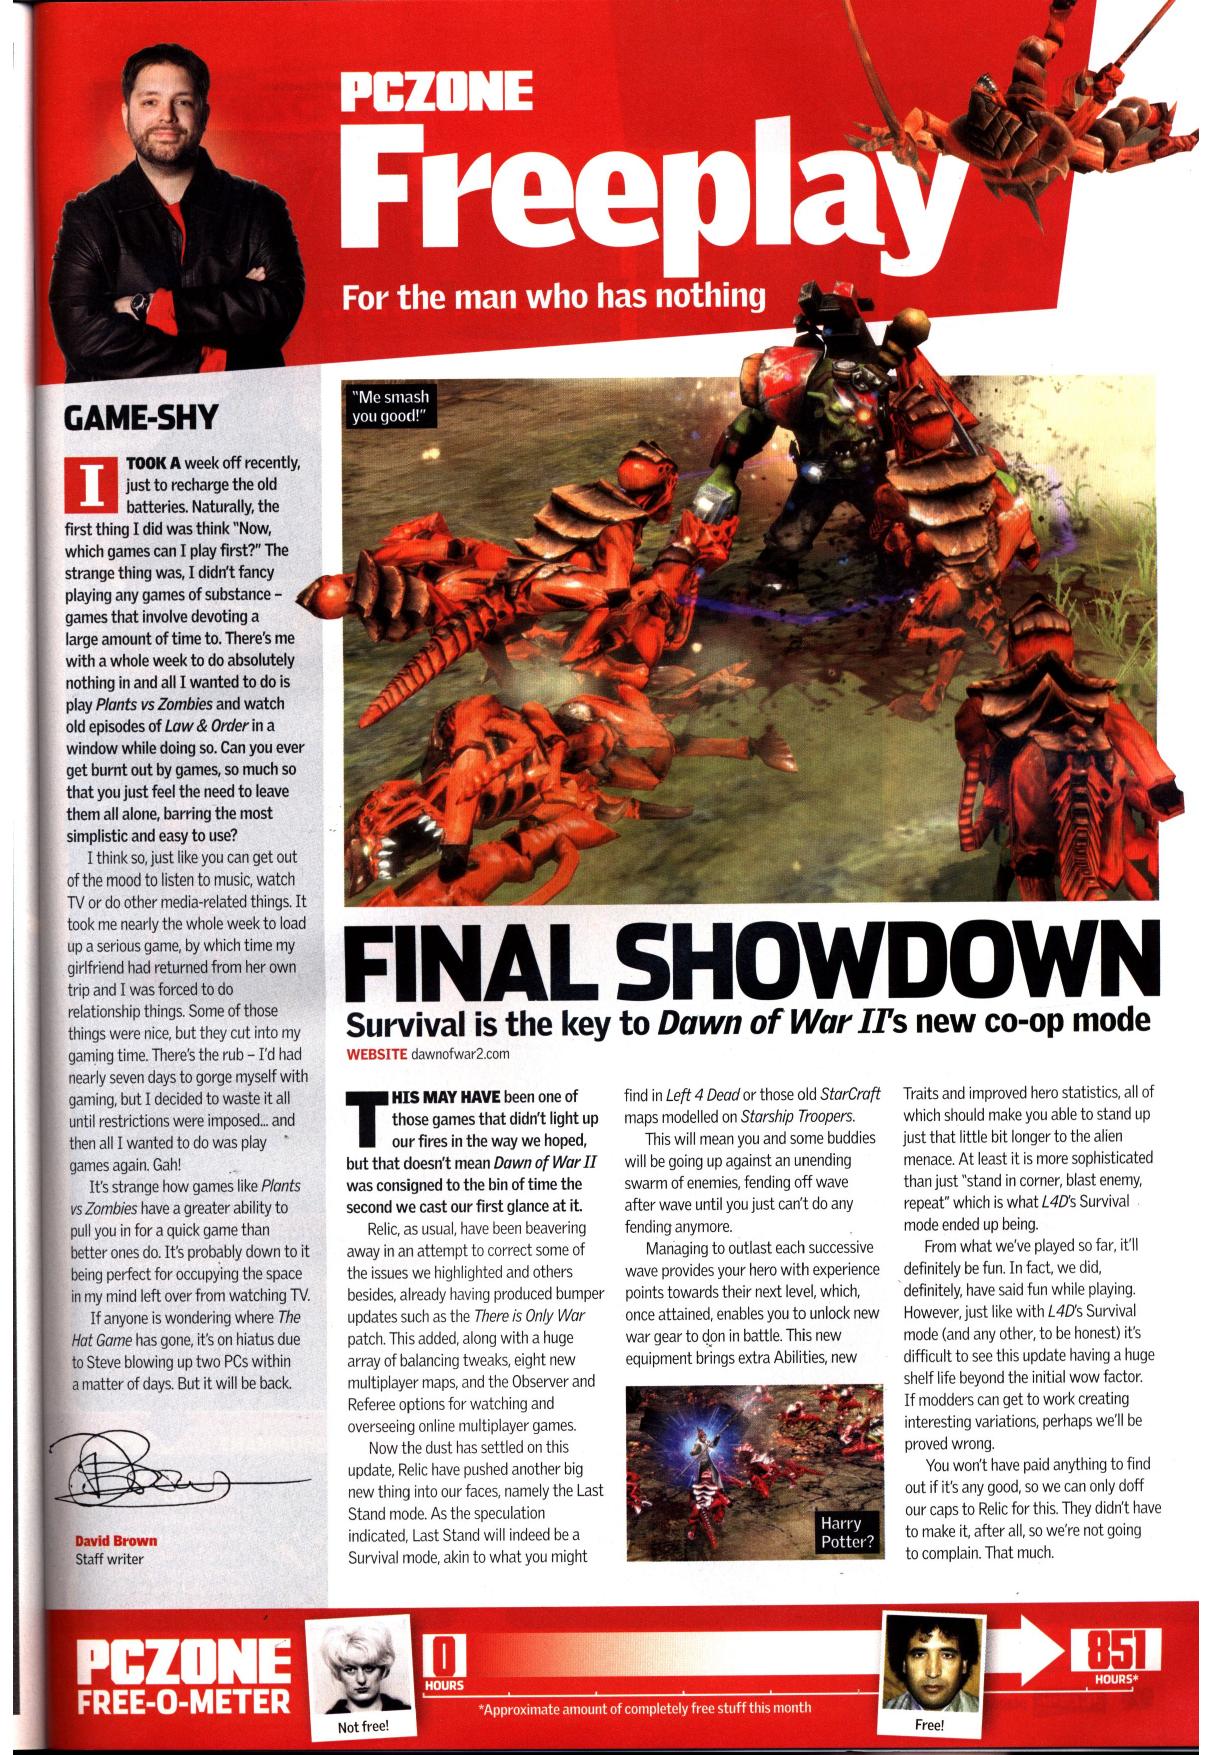 PCZONE
Freeplay
For the man who has nothing
GAME-SHY
I TOOK A week off recently,
just to recharge the old
batteries. Naturally, the
first thing I did was think "Now,
which games can I play first?" The
strange thing was, I didn't fancy
playing any games of substance –
games that involve devoting a
large amount of time to. There's me
with a whole week to do absolutely
nothing in and all I wanted to do is
play Plants vs Zombies and watch
old episodes of Law & Order in a
window while doing so. Can you ever
get burnt out by games, so much so
that you just feel the need to leave
them all alone, barring the most
simplistic and easy to use?
I think so, just like you can get out
of the mood to listen to music, watch
TV or do other media-related things. It
took me nearly the whole week to load
up a serious game, by which time my
girlfriend had returned from her own
trip and I was forced to do
relationship things. Some of those
things were nice, but they cut into my
gaming time. There's the rub – I'd had
nearly seven days to gorge myself with
gaming, but I decided to waste it all
until restrictions were imposed... and
then all I wanted to do was play
games again. Gah!
It's strange how games like Plants
vs Zombies have a greater ability to
pull you in for a quick game than
better ones do. It's probably down to it
being perfect for occupying the space
in my mind left over from watching TV.
If anyone is wondering where The
Hat Game has gone, it's on hiatus due
to Steve blowing up two PCs within
a matter of days. But it will be back.
David Brown
Staff writer
"Me smash
you good!"
FINAL SHOWDOWN
Survival is the key to Dawn of War II's new co-op mode
WEBSITE dawnofwar2.com
THIS MAY HAVE been one of
those games that didn't light up
our fires in the way we hoped,
but that doesn't mean Dawn of War II
was consigned to the bin of time the
second we cast our first glance at it.
Relic, as usual, have been beavering
away in an attempt to correct some of
the issues we highlighted and others
besides, already having produced bumper
updates such as the There is Only War
patch. This added, along with a huge
array of balancing tweaks, eight new
multiplayer maps, and the Observer and
Referee options for watching and
overseeing online multiplayer games.
Now the dust has settled on this
update, Relic have pushed another big
new thing into our faces, namely the Last
Stand mode. As the speculation
indicated, Last Stand will indeed be a
Survival mode, akin to what you might
find in Left 4 Dead or those old StarCraft
maps modelled on Starship Troopers.
This will mean you and some buddies
will be going up against an unending
swarm of enemies, fending off wave
after wave until you just can't do any
fending anymore.
Managing to outlast each successive
wave provides your hero with experience
points towards their next level, which,
once attained, enables you to unlock new
war gear to don in battle. This new
equipment brings extra Abilities, new
Harry
Potter?
Traits and improved hero statistics, all of
which should make you able to stand up
just that little bit longer to the alien
menace. At least it is more sophisticated
than just "stand in corner, blast enemy,
repeat" which is what L4D's Survival
mode ended up being.
From what we've played so far, it'll
definitely be fun. In fact, we did,
definitely, have said fun while playing.
However, just like with L4D's Survival
mode (and any other, to be honest) it's
difficult to see this update having a huge
shelf life beyond the initial wow factor.
If modders can get to work creating
interesting variations, perhaps we'll be
proved wrong.
You won't have paid anything to find
out if it's any good, so we can only doff
our caps to Relic for this. They didn't have
to make it, after all, so we're not going
to complain. That much.
PCZONE
FREE-O-METER
Not free!
0
HOURS
*Approximate amount of completely free stuff this month
Free!
851
HOURS*